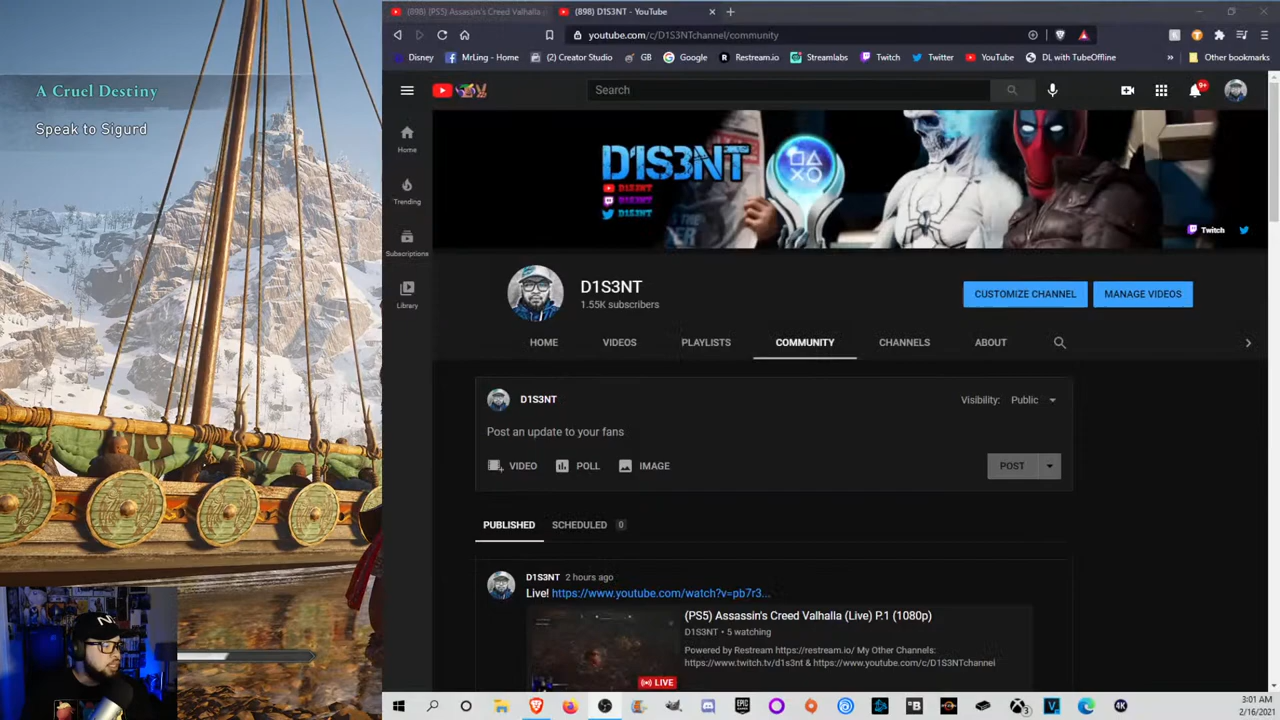 (898) (PS5) Assassin's Creed Valhalla
(898) D1S3NT - YouTube
youtube.com/c/D1S3NTchannel/community
Disney
MrLing - Home
(2) Creator Studio
GB
Google
Restream.io
Streamlabs
Twitch
Twitter
YouTube
DL with TubeOffline
»
Other bookmarks
A Cruel Destiny
Speak to Sigurd
Search
9+
Home
Trending
Subscriptions
Library
D1S3NT
D1S3NT
D1S3NT
D1S3NT
Twitch
D1S3NT
1.55K subscribers
CUSTOMIZE CHANNEL
MANAGE VIDEOS
HOME
VIDEOS
PLAYLISTS
COMMUNITY
CHANNELS
ABOUT
D1S3NT
Visibility: Public
Post an update to your fans
VIDEO
POLL
IMAGE
POST
PUBLISHED
SCHEDULED 0
D1S3NT 2 hours ago
Live! https://www.youtube.com/watch?v=pb7r3...
(PS5) Assassin's Creed Valhalla (Live) P.1 (1080p)
D1S3NT • 5 watching
Powered by Restream https://restream.io/ My Other Channels:
https://www.twitch.tv/d1s3nt & https://www.youtube.com/c/D1S3NTchannel
LIVE
3:01 AM
2/16/2021